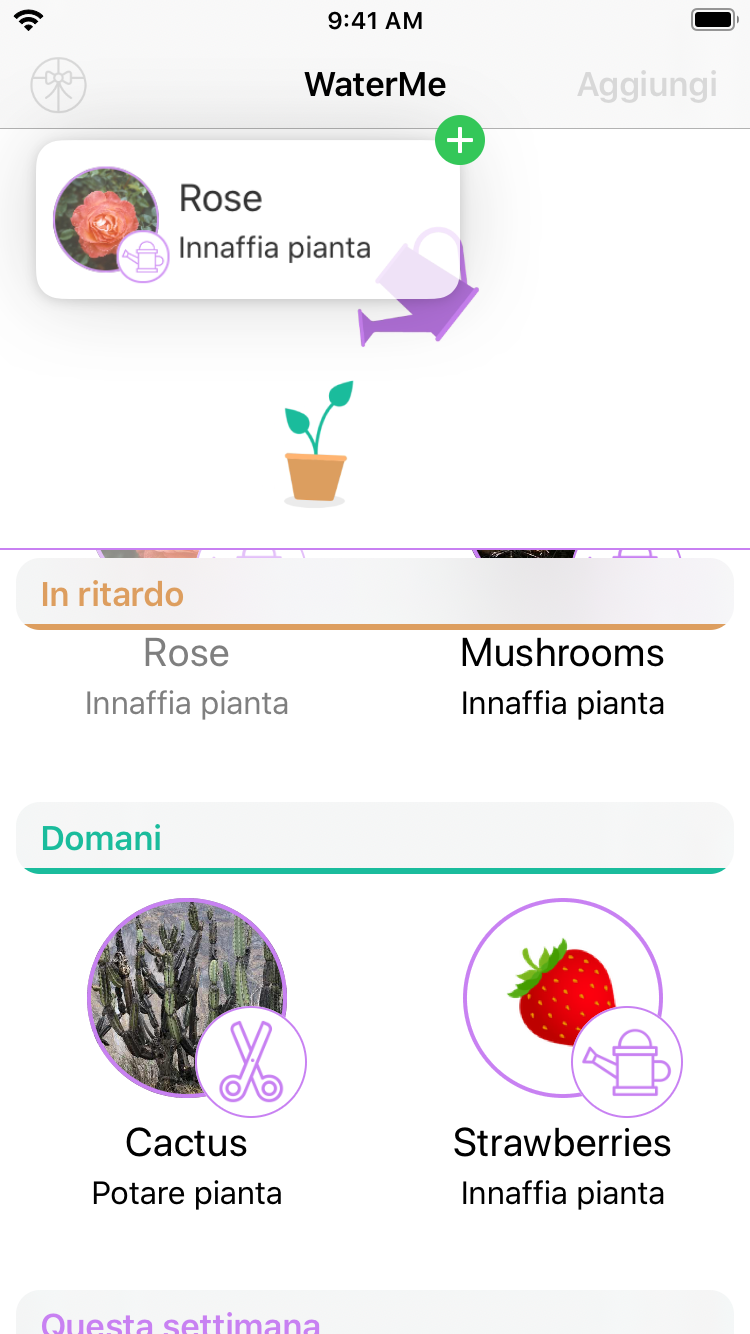 9:41 AM
WaterMe
Aggiungi
Rose
Innaffia pianta
In ritardo
Rose
Mushrooms
Innaffia pianta
Innaffia pianta
Domani
Cactus
Strawberries
Potare pianta
Innaffia pianta
Questa settimana